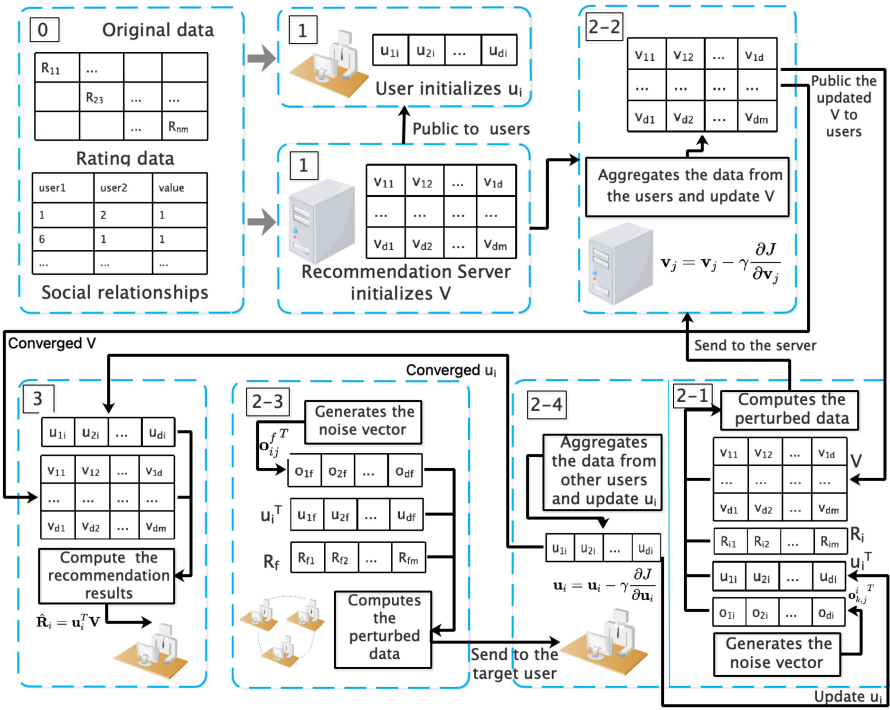 0
Original data
R11 ...
R23 ... ...
... Rnm
Rating data
user1 user2 value
1 2 1
6 1 1
... ... ...
Social relationships
1
u1i u2i ... udi
User initializes ui
Public to users
1
v11 v12 ... v1d
... ... ...
vd1 vd2 ... vdm
Recommendation Server
initializes V
2-2
v11 v12 ... v1d
... ... ...
vd1 vd2 ... vdm
Aggregates the data from
the users and update V
𝐯j = 𝐯j − γ ∂J/∂𝐯j
Public the
updated
V to
users
Converged V
Send to the server
Converged ui
3
u1i u2i ... udi
v11 v12 ... v1d
... ... ... ...
vd1 vd2 ... vdm
Compute the
recommendation
results
R̂i = ui^T V
2-3
Generates the
noise vector
o_ij^f T
o1f o2f ... odf
ui^T
u1f u2f ... udf
Rf
Rf1 Rf2 ... Rfm
Computes
the
perturbed
data
Send to the
target user
2-4
Aggregates
the data from
other users
and update ui
u1i u2i ... udi
𝐮i = 𝐮i − γ ∂J/∂𝐮i
2-1
Computes the
perturbed data
V
v11 v12 ... v1d
... ... ...
vd1 vd2 ... vdm
Ri
Ri1 Ri2 ... Rim
ui^T
u1i u2i ... udi
o_k,j^i T
o1i o2i ... odi
Generates the
noise vector
Update ui